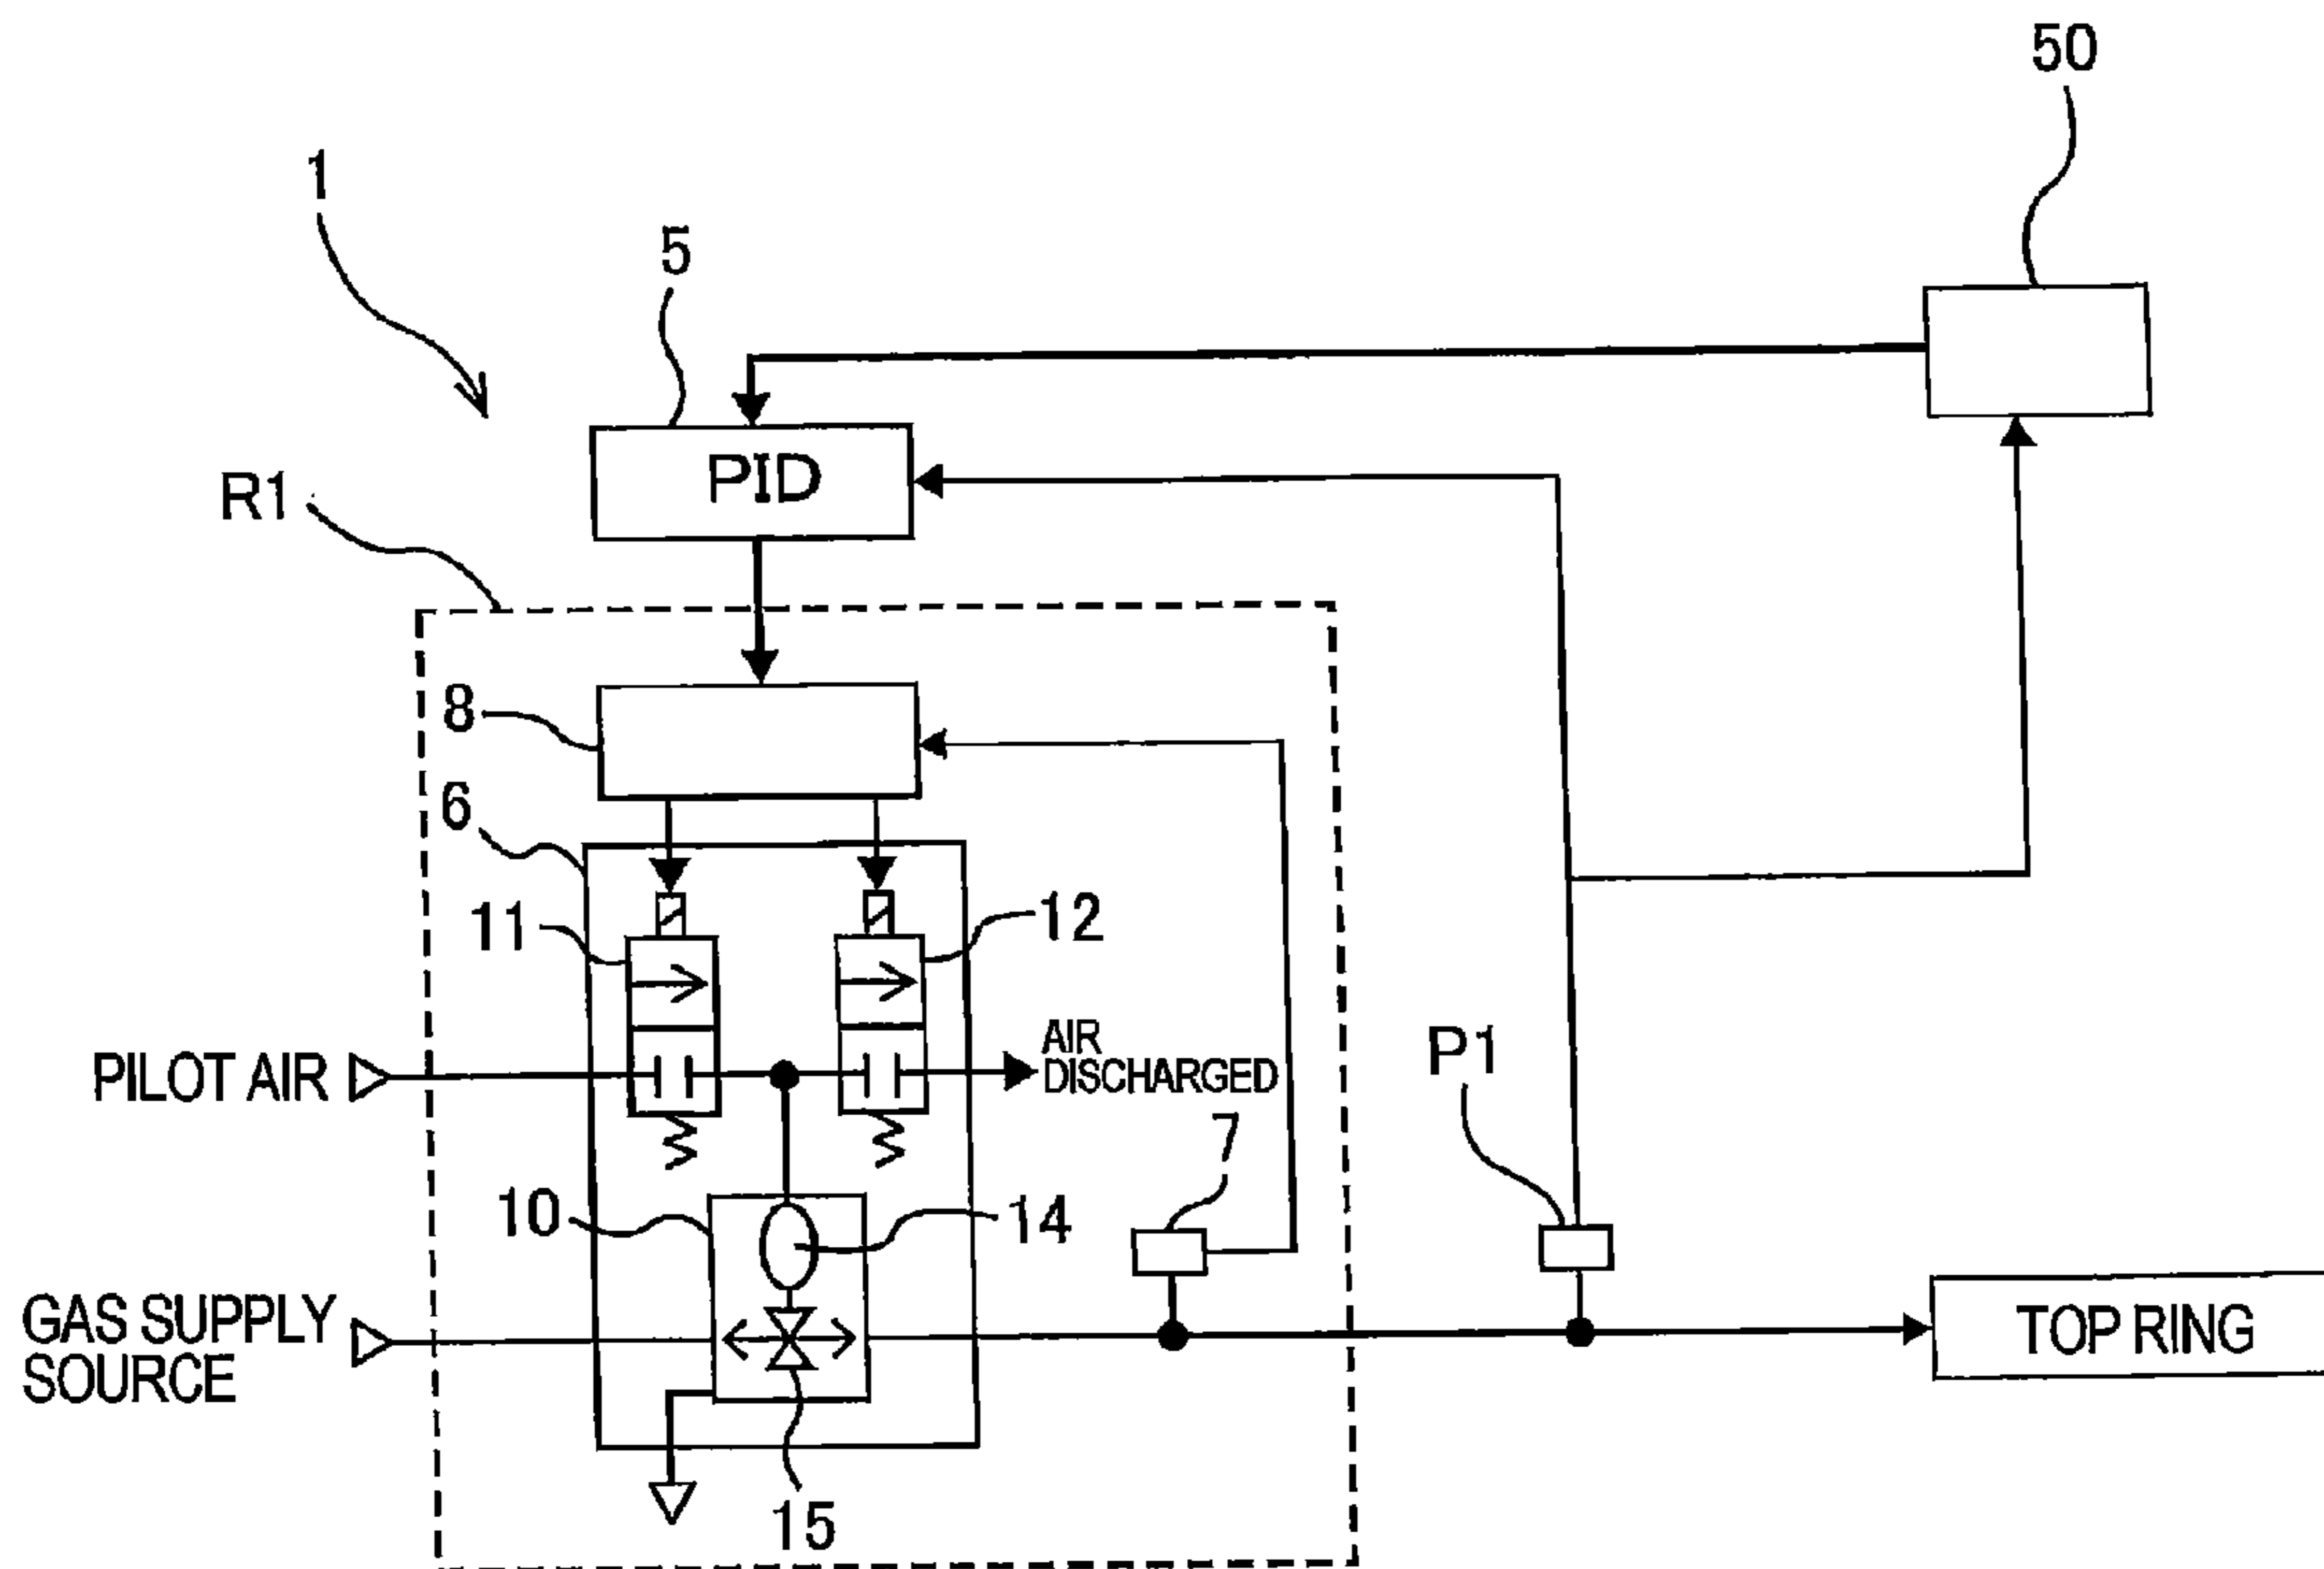 50
1
5
PID
R1
8
6
11
12
PILOT AIR
AIR
DISCHARGED
P1
7
10
14
GAS SUPPLY
SOURCE
TOP RING
15